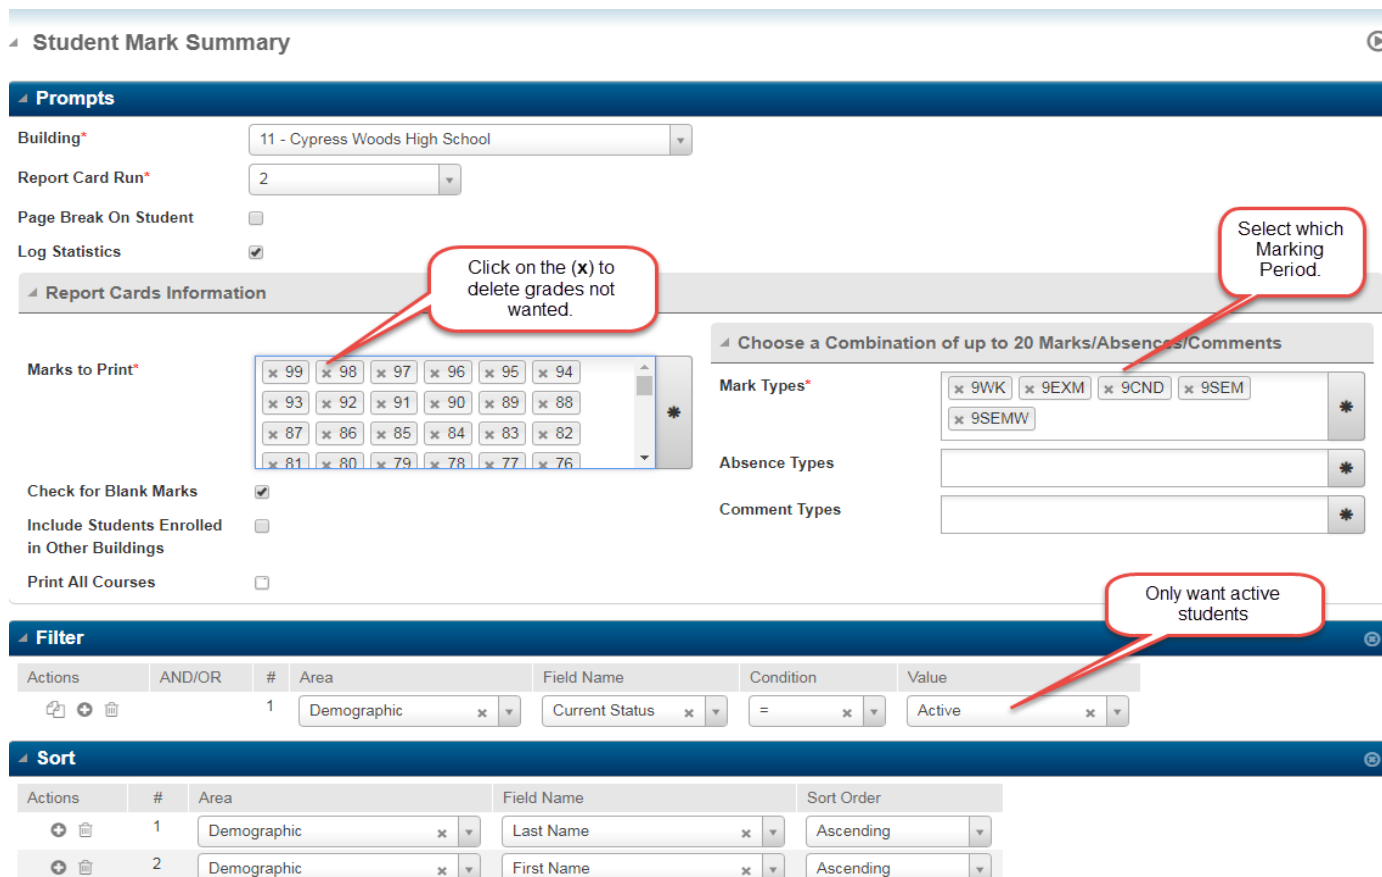 Student Mark Summary
Prompts
Building*
11 - Cypress Woods High School
Report Card Run*
2
Page Break On Student
Log Statistics
Click on the (x) to
delete grades not
wanted.
Select which
Marking
Period.
Report Cards Information
Marks to Print*
× 99 × 98 × 97 × 96 × 95 × 94
× 93 × 92 × 91 × 90 × 89 × 88
× 87 × 86 × 85 × 84 × 83 × 82
× 81 × 80 × 79 × 78 × 77 × 76
Check for Blank Marks
Include Students Enrolled
in Other Buildings
Print All Courses
Choose a Combination of up to 20 Marks/Absences/Comments
Mark Types*
× 9WK × 9EXM × 9CND × 9SEM
× 9SEMW
Absence Types
Comment Types
Only want active
students
Filter
Actions AND/OR # Area Field Name Condition Value
1 Demographic Current Status = Active
Sort
Actions # Area Field Name Sort Order
1 Demographic Last Name Ascending
2 Demographic First Name Ascending